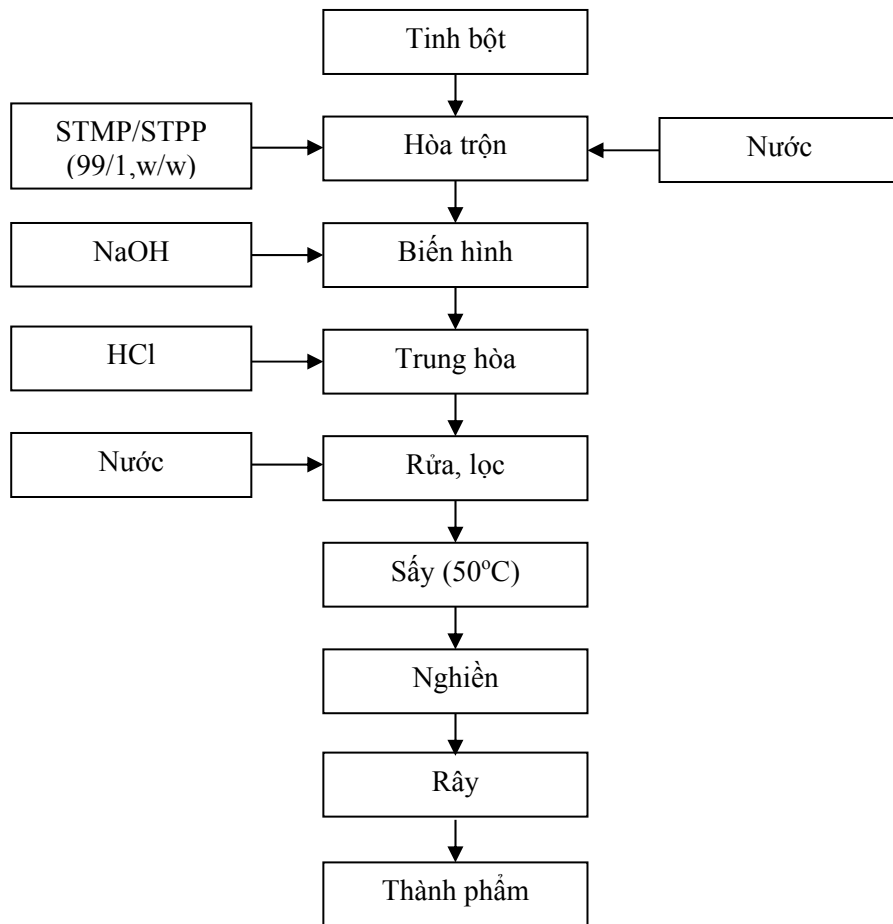 Tinh bột
STMP/STPP
(99/1,w/w)
Hòa trộn
Nước
NaOH
Biến hình
HCl
Trung hòa
Nước
Rửa, lọc
Sấy (50°C)
Nghiền
Rây
Thành phẩm